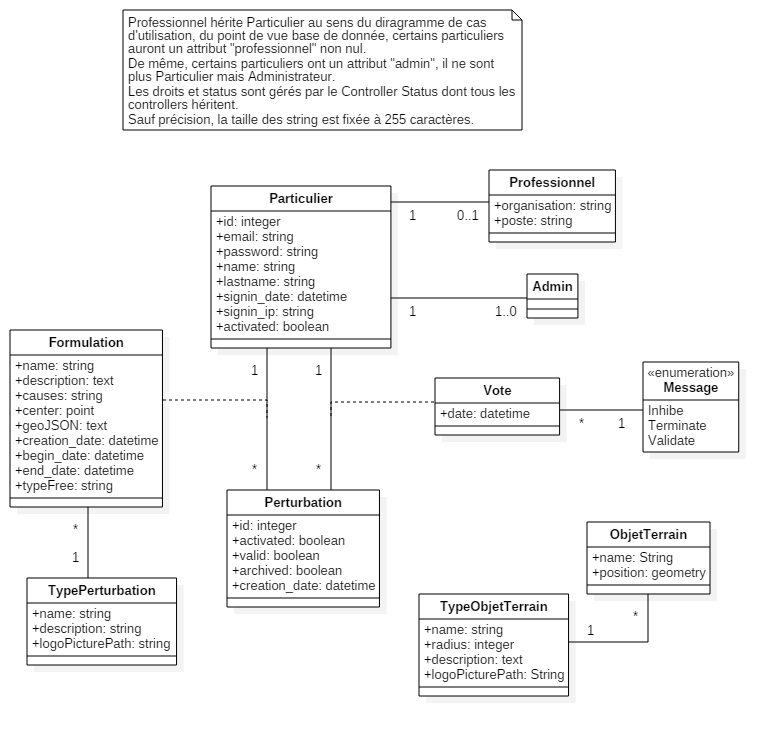 Professionnel hérite Particulier au sens du diragramme de cas
d'utilisation, du point de vue base de donnée, certains particuliers
auront un attribut "professionnel" non nul.
De même, certains particuliers ont un attribut "admin", il ne sont
plus Particulier mais Administrateur.
Les droits et status sont gérés par le Controller Status dont tous les
controllers héritent.
Sauf précision, la taille des string est fixée à 255 caractères.
Particulier
+id: integer
+email: string
+password: string
+name: string
+lastname: string
+signin_date: datetime
+signin_ip: string
+activated: boolean
1
0..1
Professionnel
+organisation: string
+poste: string
1
1..0
Admin
Formulation
+name: string
+description: text
+causes: string
+center: point
+geoJSON: text
+creation_date: datetime
+begin_date: datetime
+end_date: datetime
+typeFree: string
1
1
*
*
Vote
+date: datetime
*
1
«enumeration»
Message
Inhibe
Terminate
Validate
Perturbation
+id: integer
+activated: boolean
+valid: boolean
+archived: boolean
+creation_date: datetime
*
1
TypePerturbation
+name: string
+description: string
+logoPicturePath: string
ObjetTerrain
+name: String
+position: geometry
*
1
TypeObjetTerrain
+name: string
+radius: integer
+description: text
+logoPicturePath: String